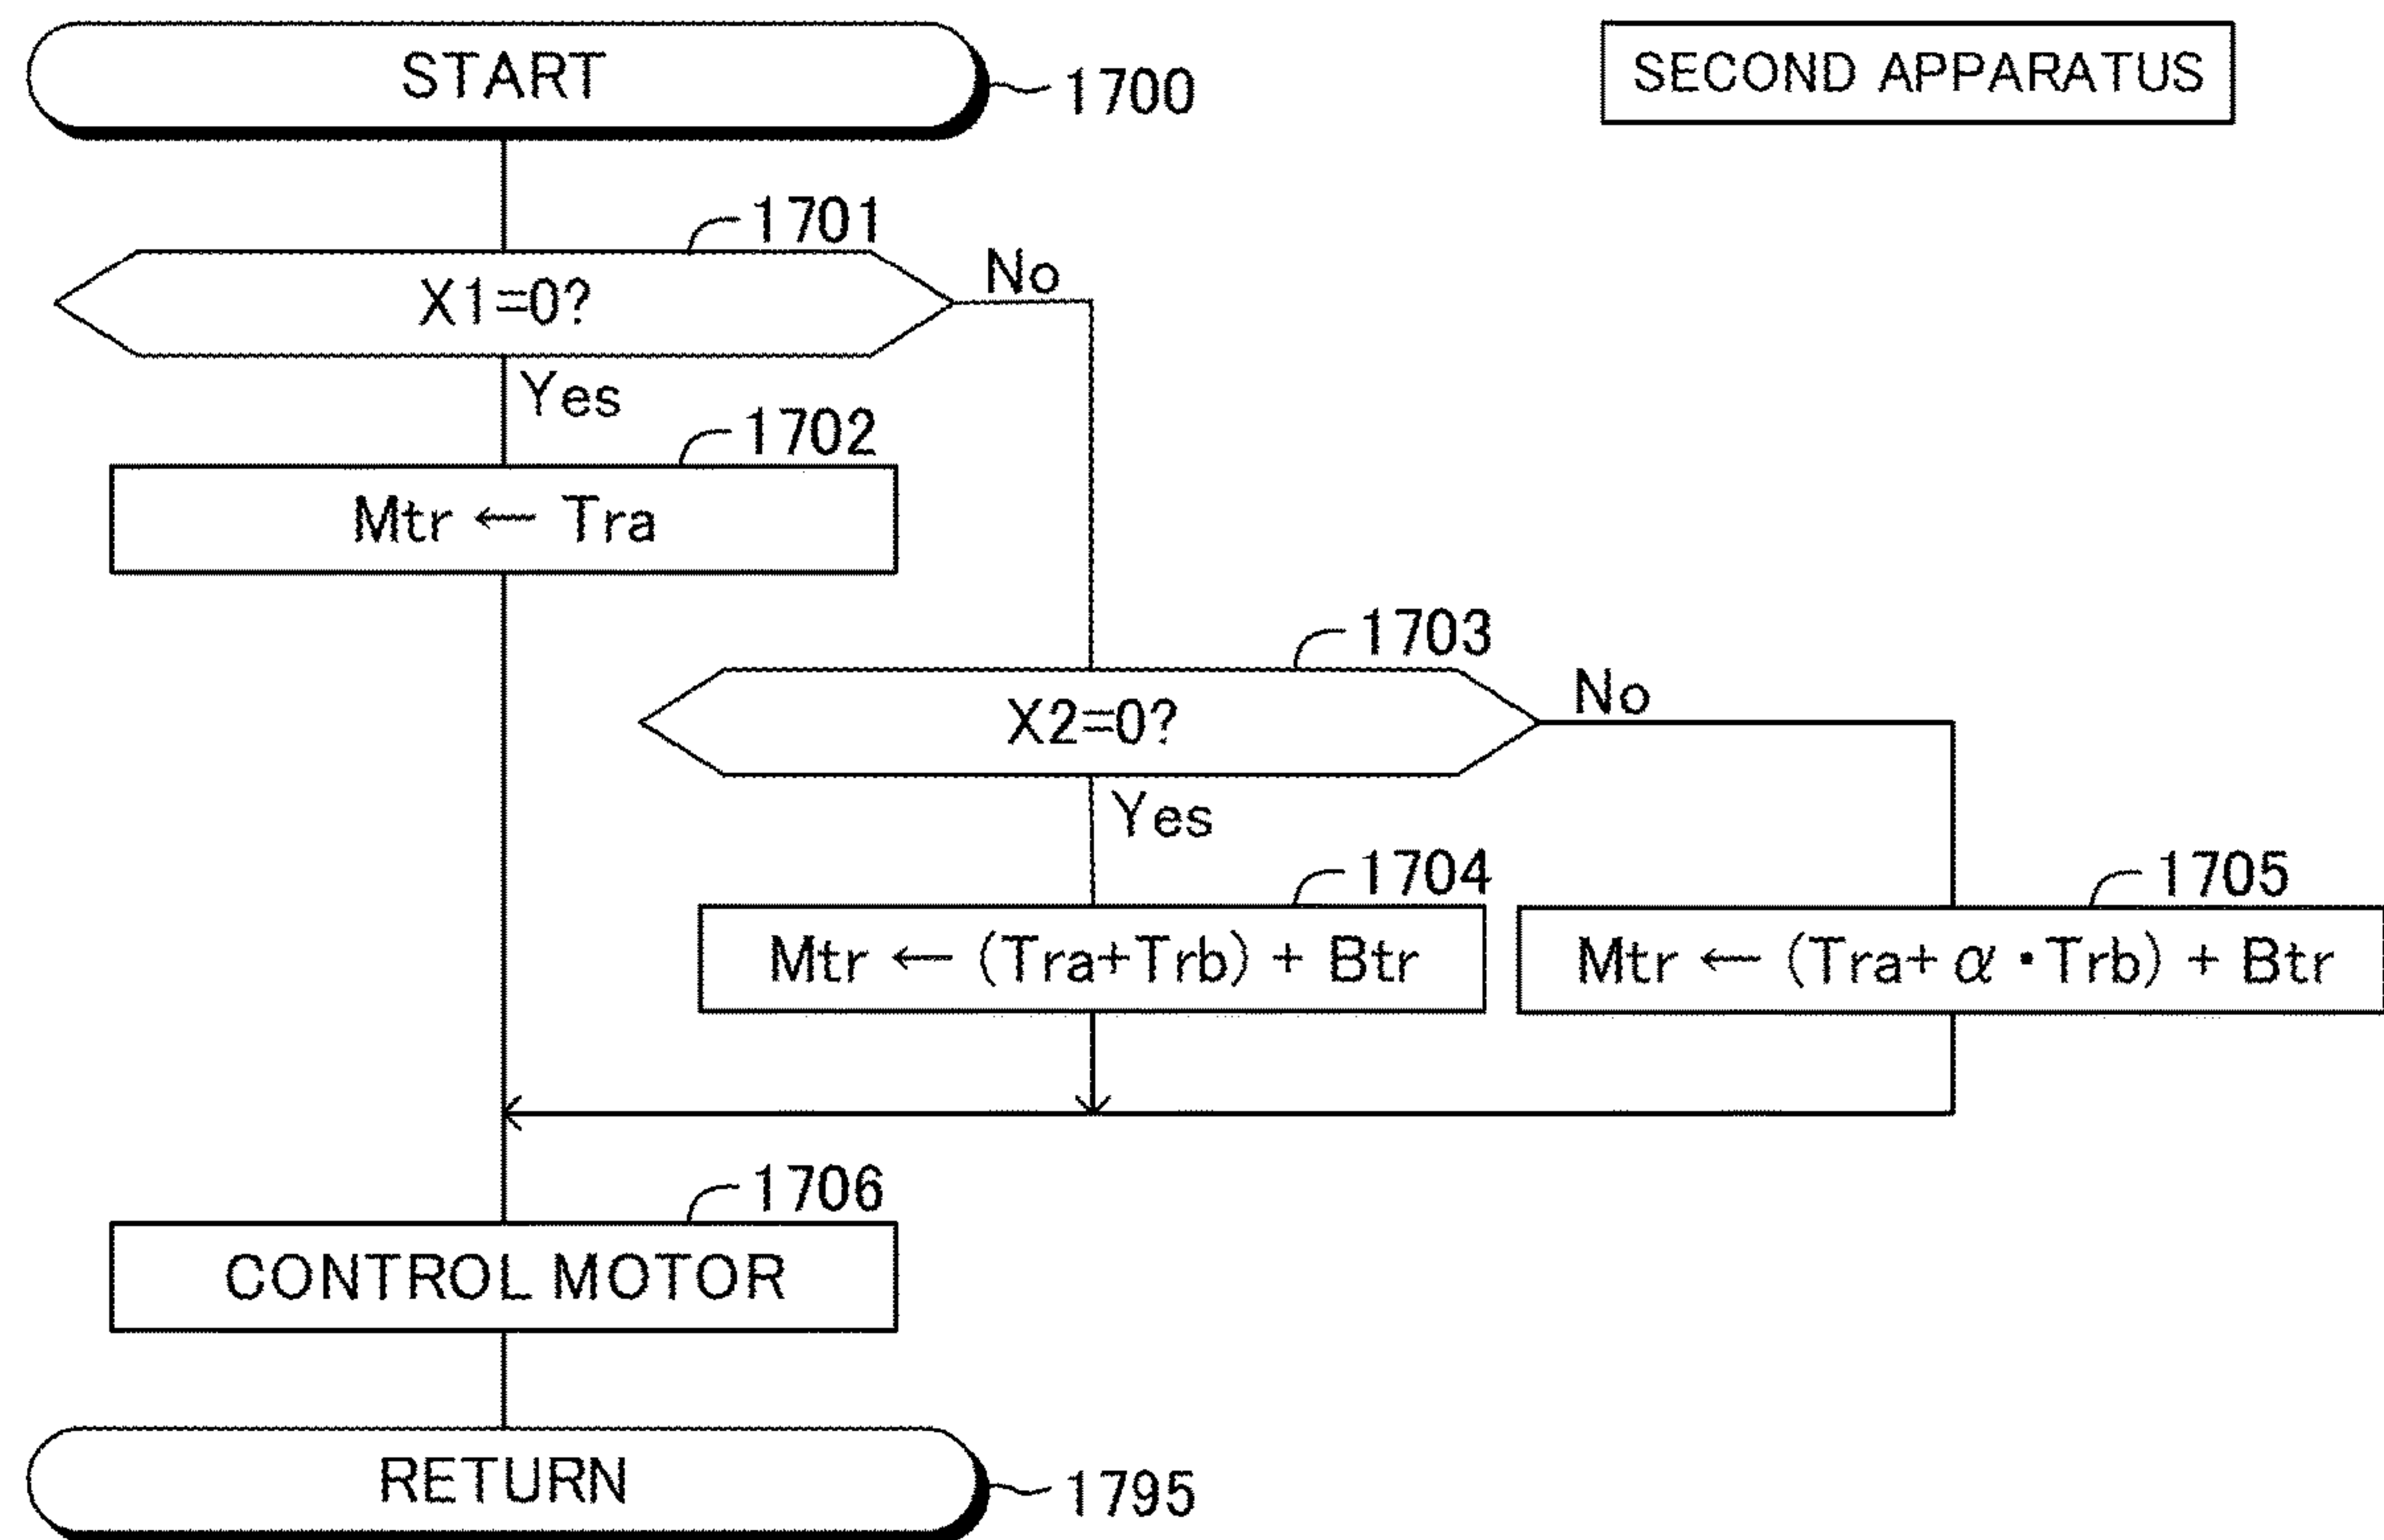 START
1700
SECOND APPARATUS
1701
X1=0?
No
Yes
1702
Mtr ← Tra
1703
X2=0?
No
Yes
1704
Mtr ← (Tra+Trb) + Btr
1705
Mtr ← (Tra+α・Trb) + Btr
1706
CONTROL MOTOR
RETURN
1795